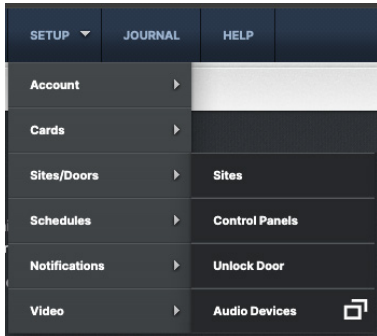 SETUP JOURNAL HELP
Account
Cards
Sites/Doors Sites
Schedules Control Panels
Notifications Unlock Door
Video Audio Devices